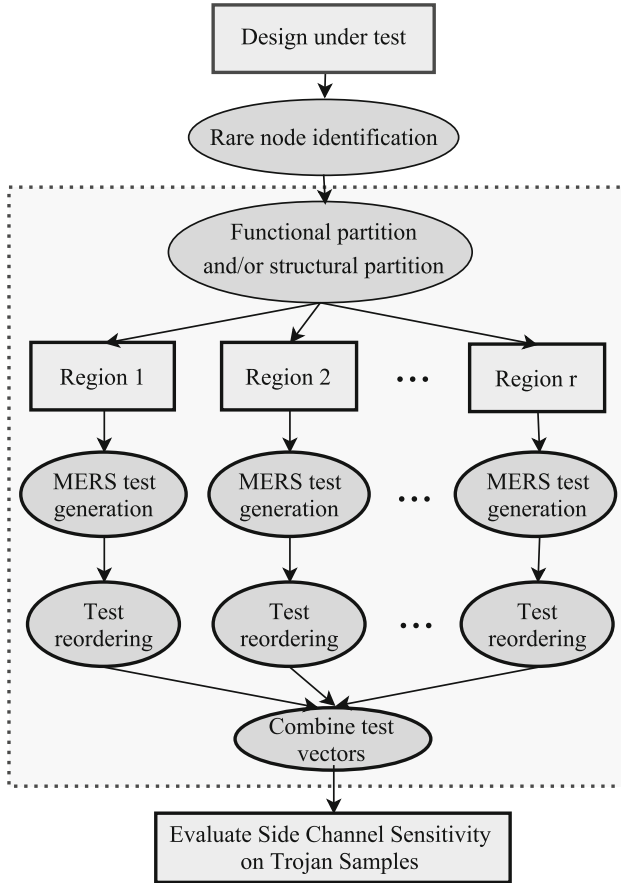 Design under test
Rare node identification
Functional partition
and/or structural partition
Region 1
Region 2
...
Region r
MERS test
generation
MERS test
generation
...
MERS test
generation
Test
reordering
Test
reordering
...
Test
reordering
Combine test
vectors
Evaluate Side Channel Sensitivity
on Trojan Samples